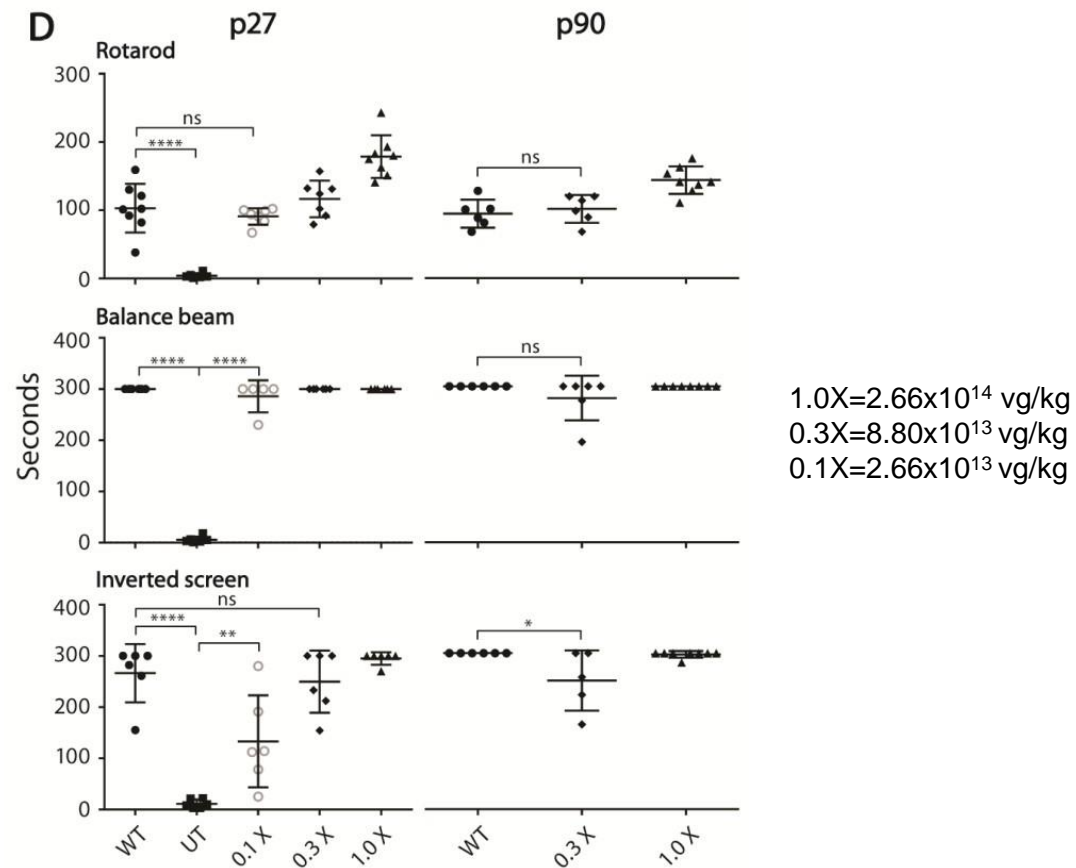 D
p27
p90
Rotarod
300
200
100
0
ns
****
ns
Balance beam
400
300
200
100
0
**** ****
ns
Seconds
Inverted screen
400
300
200
100
0
ns
****
**
*
WT UT 0.1 X 0.3 X 1.0 X WT 0.3 X 1.0 X
1.0X=2.66x10¹⁴ vg/kg
0.3X=8.80x10¹³ vg/kg
0.1X=2.66x10¹³ vg/kg